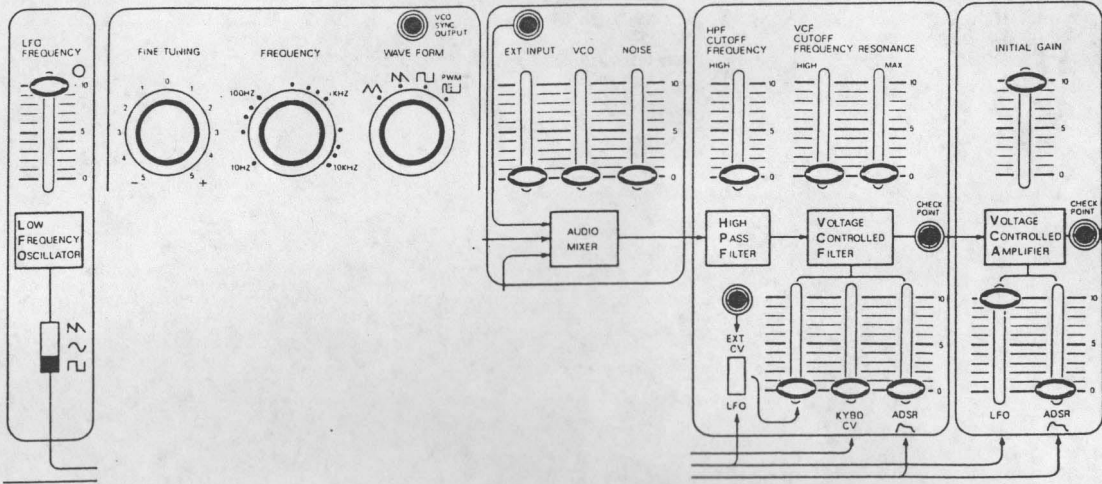 LFO
FREQUENCY
10
5
0
LOW
FREQUENCY
OSCILLATOR
VCO
SYNC
OUTPUT
FINE TUNING
0
1 1
2 2
3 3
4 4
5 5
- +
FREQUENCY
100HZ 1KHZ
10HZ 10KHZ
WAVE FORM
PWM
EXT INPUT VCO NOISE
10
5
0
AUDIO
MIXER
HPF
CUTOFF
FREQUENCY
HIGH
10
5
0
VCF
CUTOFF
FREQUENCY RESONANCE
HIGH MAX
10
5
0
HIGH
PASS
FILTER
VOLTAGE
CONTROLLED
FILTER
CHECK
POINT
EXT
CV
LFO
10
5
0
KYBD
CV
ADSR
INITIAL GAIN
10
5
0
VOLTAGE
CONTROLLED
AMPLIFIER
CHECK
POINT
10
5
0
LFO ADSR